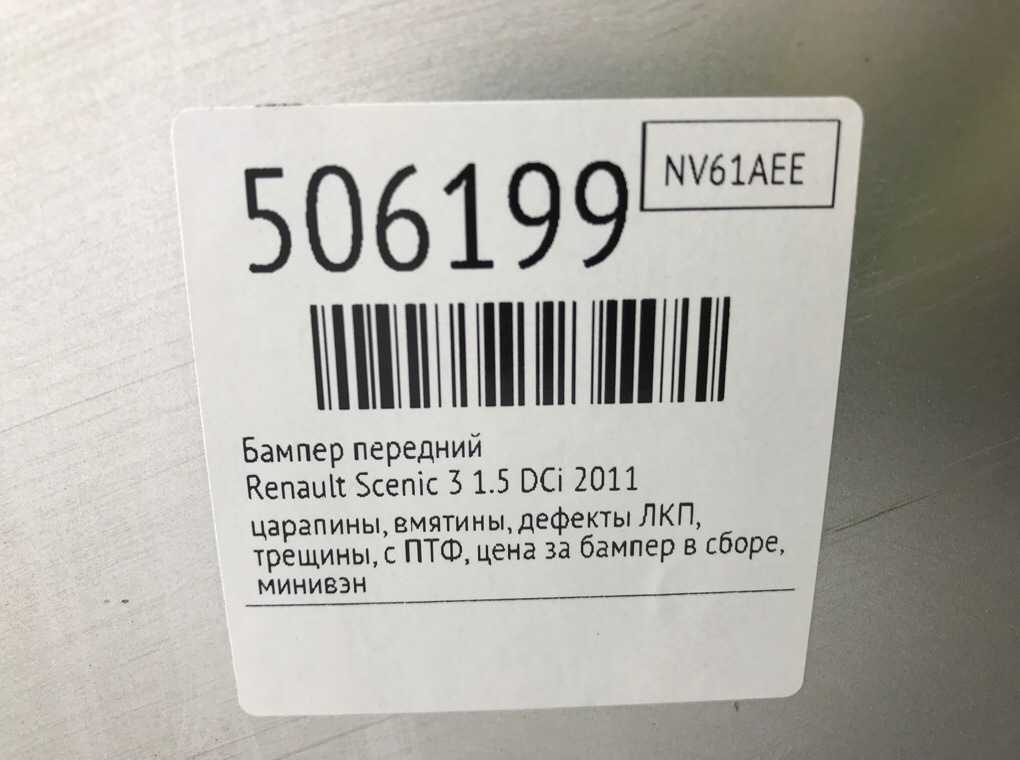 506199
NV61AEE
Бампер передний
Renault Scenic 3 1.5 DCi 2011
царапины, вмятины, дефекты ЛКП,
трещины, с ПТФ, цена за бампер в сборе,
минивэн